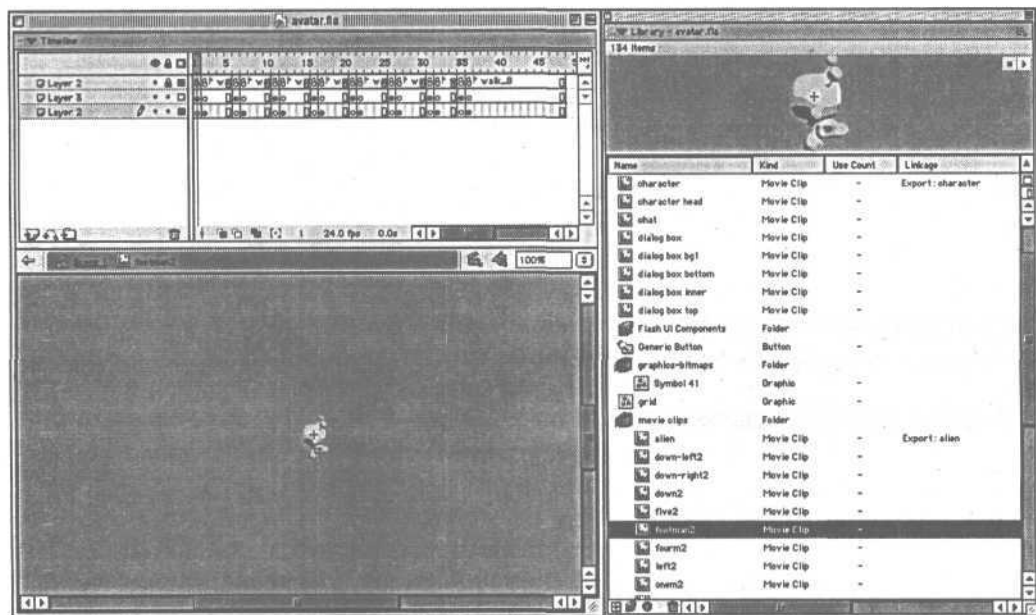 avatar.fla
Timeline
5 10 15 20 25 30 35 40 45
Layer 2
Layer 3
Layer 2
walk_8
1 24.0 fps 0.0s
Scene 1 footman2
100%
Library - avatar.fla
134 items
Name Kind Use Count Linkage
character Movie Clip - Export: character
character head Movie Clip -
chat Movie Clip -
dialog box Movie Clip -
dialog box bg1 Movie Clip -
dialog box bottom Movie Clip -
dialog box inner Movie Clip -
dialog box top Movie Clip -
Flash UI Components Folder
Generic Button Button -
graphics-bitmaps Folder
Symbol 41 Graphic -
grid Graphic -
movie clips Folder
alien Movie Clip - Export: alien
down-left2 Movie Clip -
down-right2 Movie Clip -
down2 Movie Clip -
five2 Movie Clip -
footman2 Movie Clip -
fourm2 Movie Clip -
left2 Movie Clip -
onem2 Movie Clip -